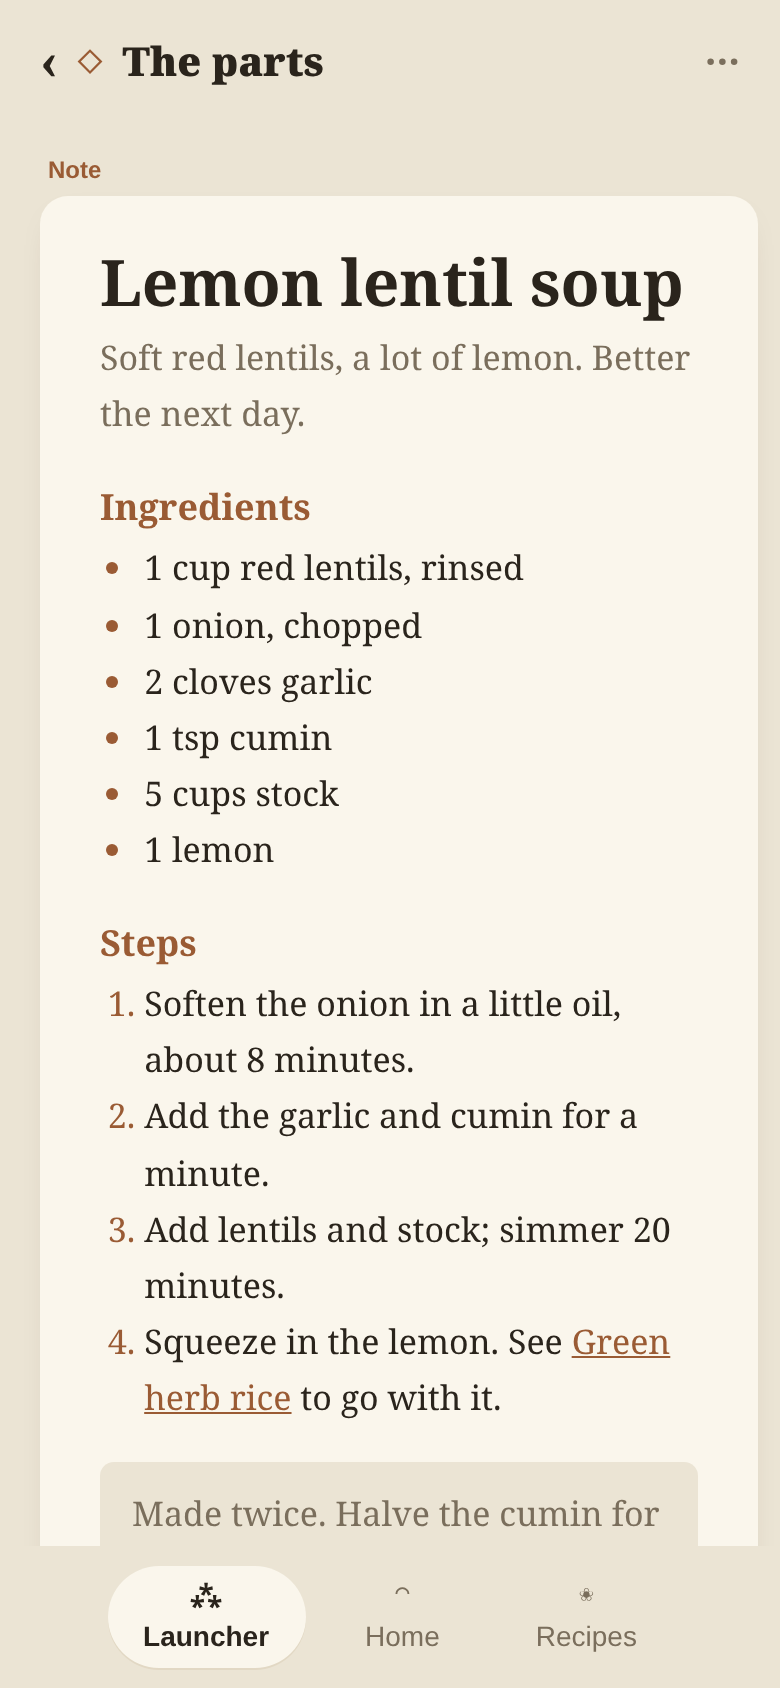 The parts
Note
Lemon lentil soup
Soft red lentils, a lot of lemon. Better
the next day.
Ingredients
• 1 cup red lentils, rinsed
• 1 onion, chopped
• 2 cloves garlic
• 1 tsp cumin
• 5 cups stock
• 1 lemon
Steps
1. Soften the onion in a little oil,
about 8 minutes.
2. Add the garlic and cumin for a
minute.
3. Add lentils and stock; simmer 20
minutes.
4. Squeeze in the lemon. See Green
herb rice to go with it.
Made twice. Halve the cumin for
Launcher
Home
Recipes